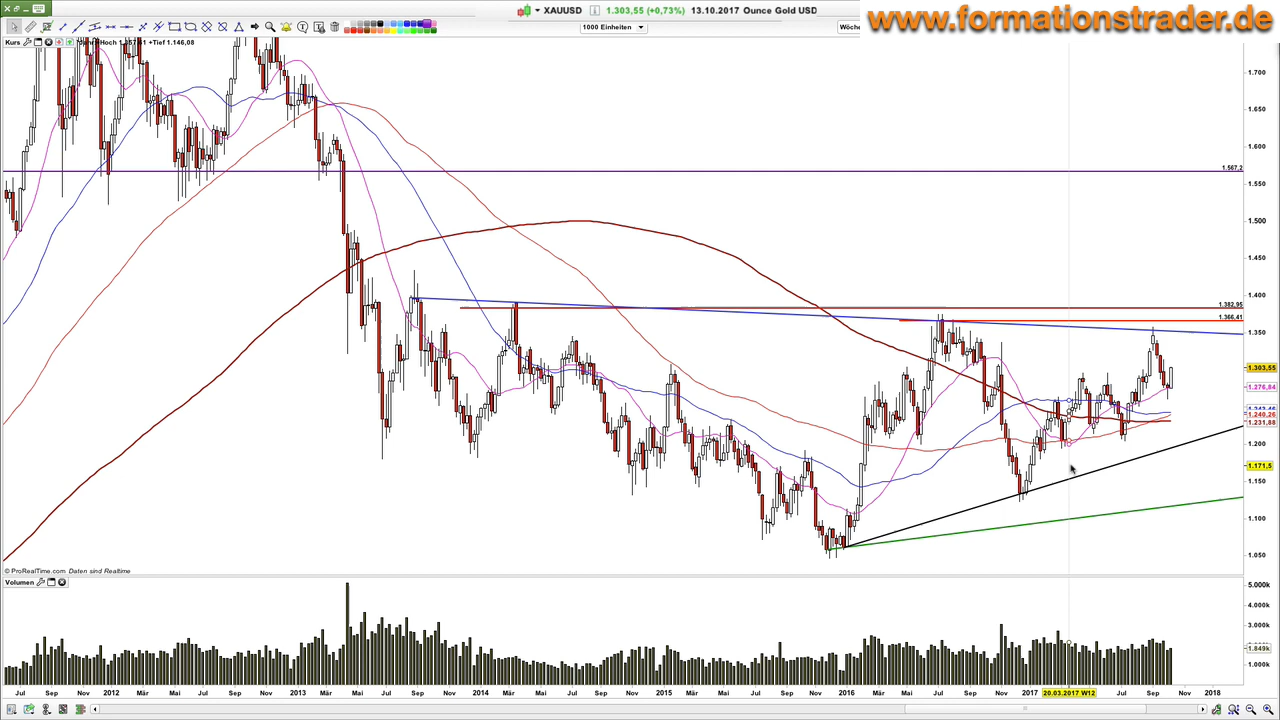 XAUUSD 1.303,55 (+0,73%) 13.10.2017 Ounce Gold USD
www.formationstrader.de
1000 Einheiten
Wöche
Kurs
+Tief 1.146,08
1.700
1.650
1.600
1.567,2
1.550
1.500
1.450
1.400
1.382,95
1.366,41
1.350
1.303,55
1.276,84
1.240,26
1.231,88
1.200
1.171,5
1.150
1.100
1.050
© ProRealTime.com Daten sind Realtime
Volumen
5.000k
4.000k
3.000k
1.849k
1.000k
Jul Sep Nov 2012 Mär Mai Jul Sep Nov 2013 Mär Mai Jul Sep Nov 2014 Mär Mai Jul Sep Nov 2015 Mär Mai Jul Sep Nov 2016 Mär Mai Jul Sep Nov 2017 20.03.2017 W12 Jul Sep Nov 2018